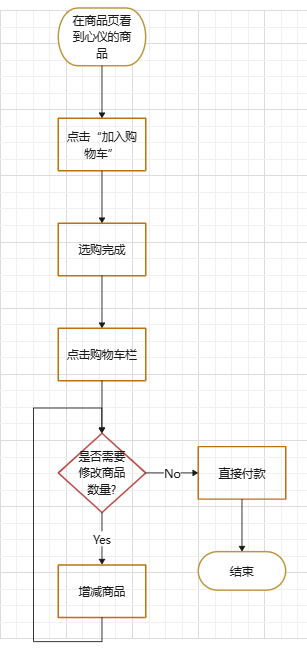 在商品页看
到心仪的商
品
点击“加入购
物车”
选购完成
点击购物车栏
是否需要
修改商品
数量?
No
直接付款
Yes
结束
增减商品